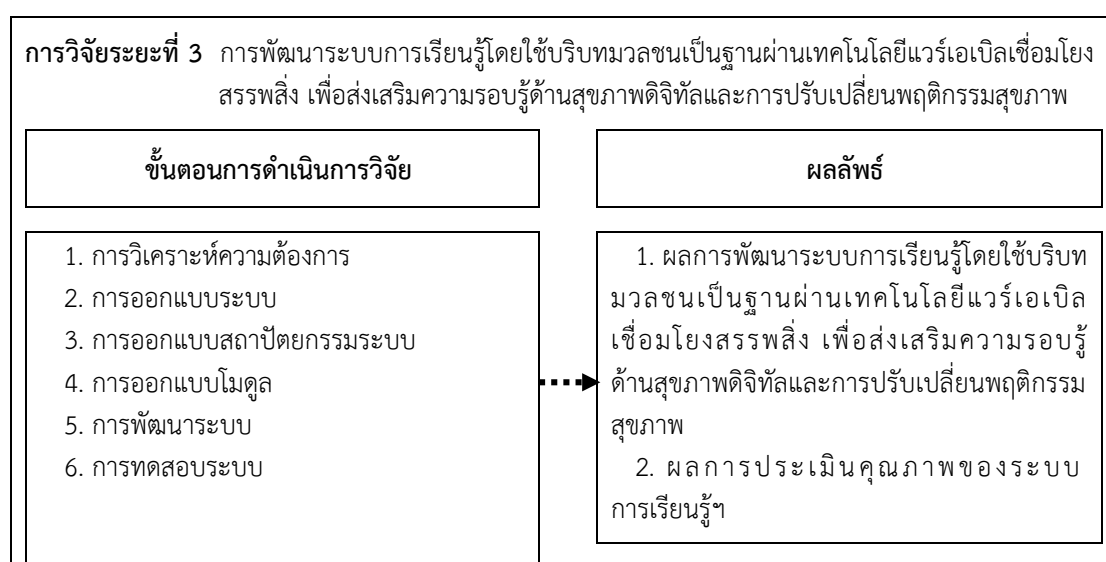 การวิจัยระยะที่ 3 การพัฒนาระบบการเรียนรู้โดยใช้บริบทมวลชนเป็นฐานผ่านเทคโนโลยีแวร์เอเบิลเชื่อมโยง
สรรพสิ่ง เพื่อส่งเสริมความรอบรู้ด้านสุขภาพดิจิทัลและการปรับเปลี่ยนพฤติกรรมสุขภาพ
ขั้นตอนการดำเนินการวิจัย
1. การวิเคราะห์ความต้องการ
2. การออกแบบระบบ
3. การออกแบบสถาปัตยกรรมระบบ
4. การออกแบบโมดูล
5. การพัฒนาระบบ
6. การทดสอบระบบ
ผลลัพธ์
1. ผลการพัฒนาระบบการเรียนรู้โดยใช้บริบท
มวลชนเป็นฐานผ่านเทคโนโลยีแวร์เอเบิล
เชื่อมโยงสรรพสิ่ง เพื่อส่งเสริมความรอบรู้
ด้านสุขภาพดิจิทัลและการปรับเปลี่ยนพฤติกรรม
สุขภาพ
2. ผลการประเมินคุณภาพของระบบ
การเรียนรู้ฯ